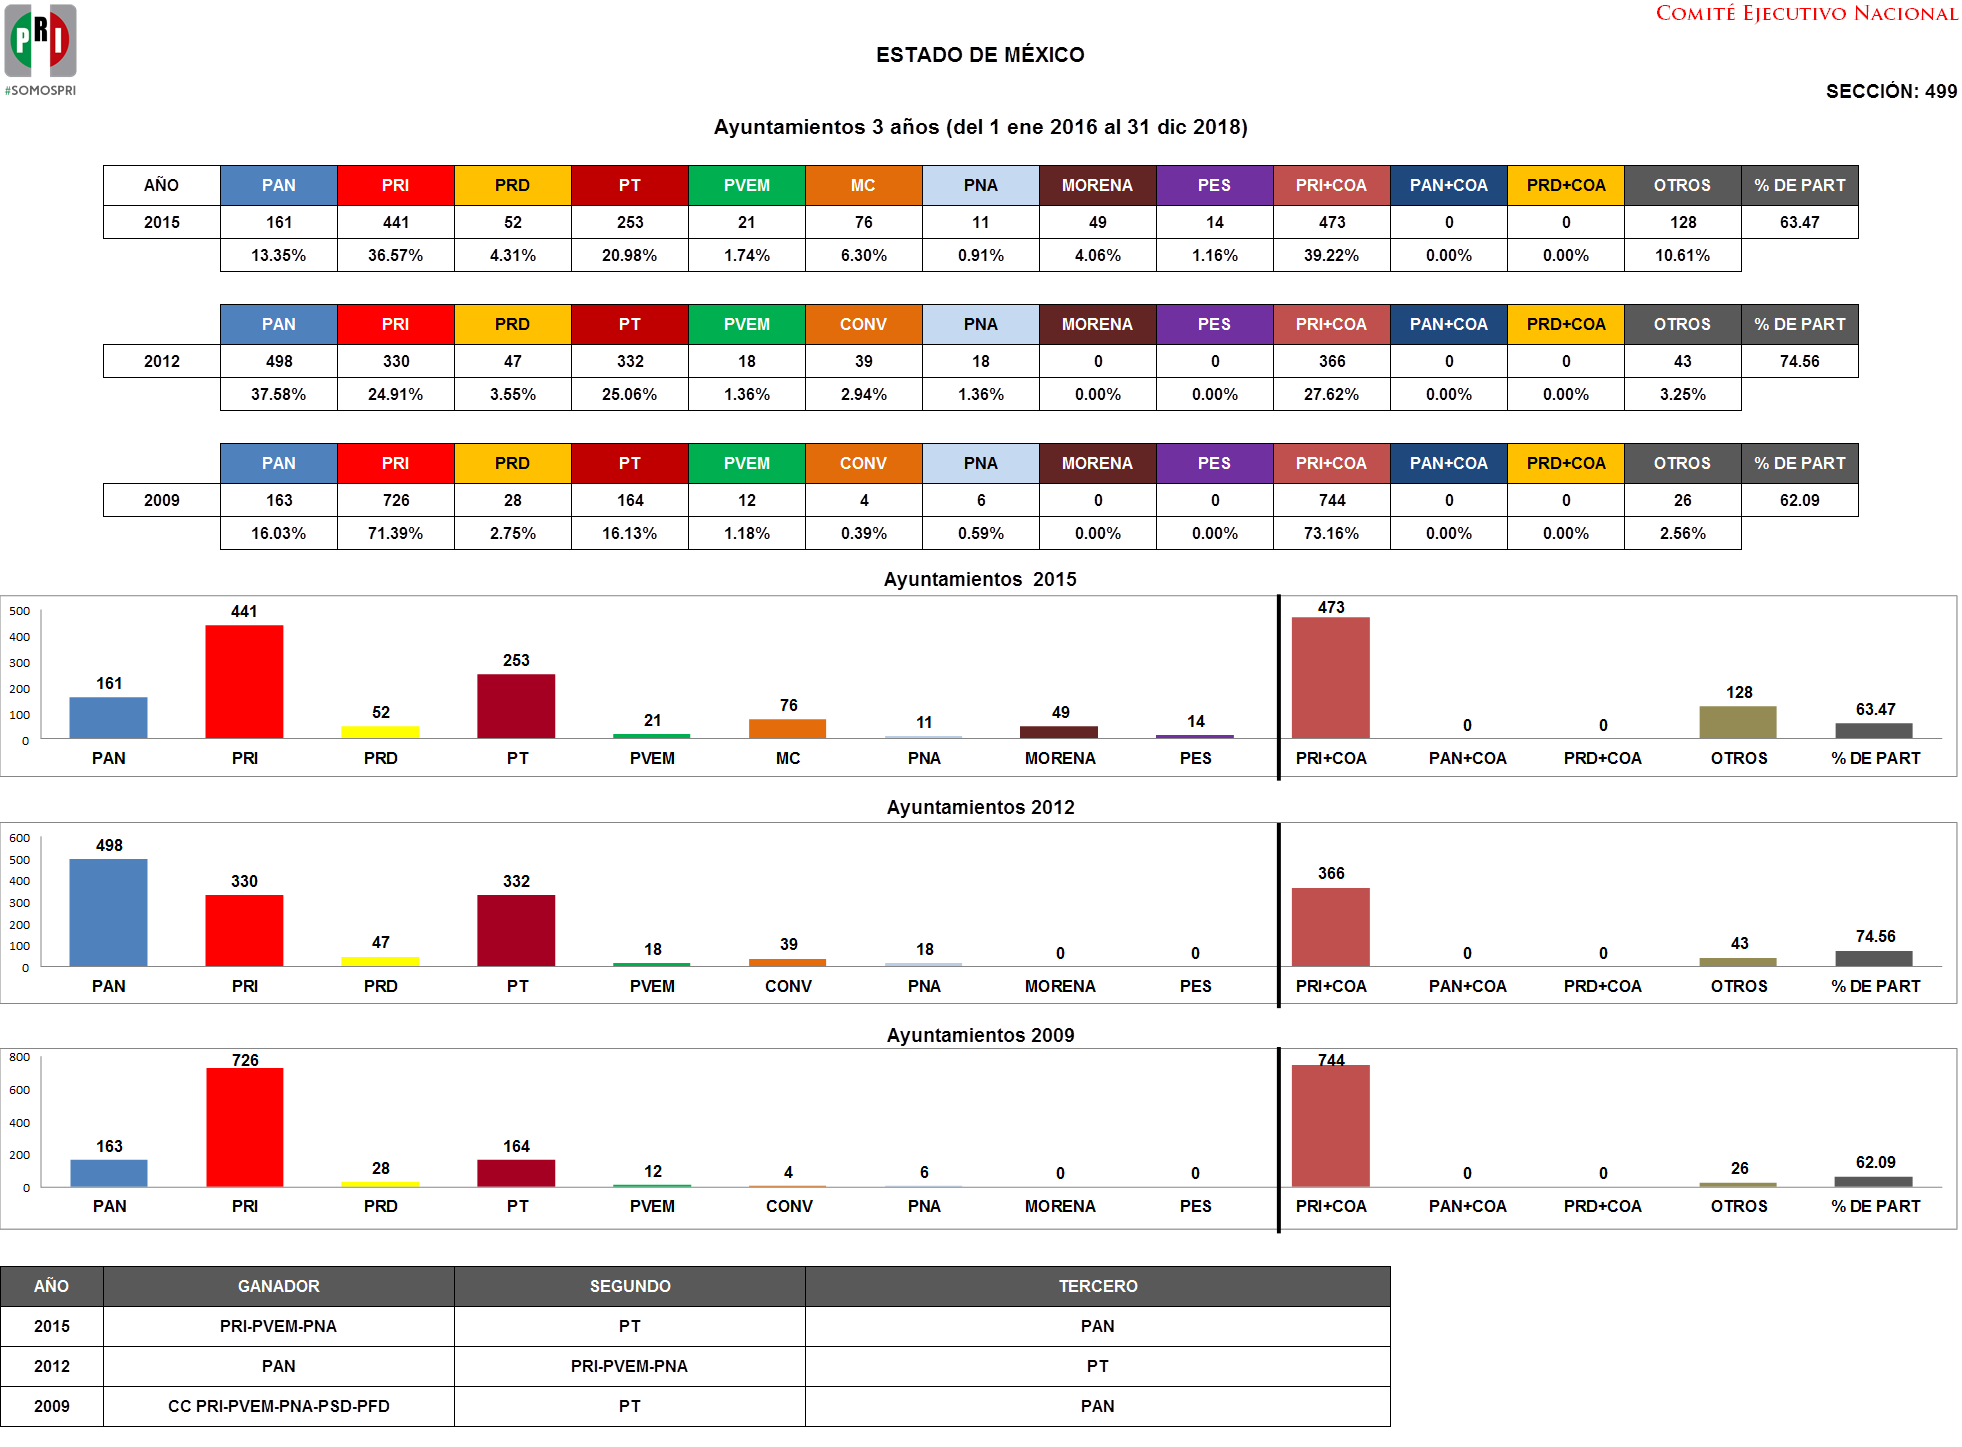 PRI
#SOMOSPRI
COMITÉ EJECUTIVO NACIONAL
ESTADO DE MÉXICO
SECCIÓN: 499
Ayuntamientos 3 años (del 1 ene 2016 al 31 dic 2018)
AÑO PAN PRI PRD PT PVEM MC PNA MORENA PES PRI+COA PAN+COA PRD+COA OTROS % DE PART
2015 161 441 52 253 21 76 11 49 14 473 0 0 128 63.47
13.35% 36.57% 4.31% 20.98% 1.74% 6.30% 0.91% 4.06% 1.16% 39.22% 0.00% 0.00% 10.61%
PAN PRI PRD PT PVEM CONV PNA MORENA PES PRI+COA PAN+COA PRD+COA OTROS % DE PART
2012 498 330 47 332 18 39 18 0 0 366 0 0 43 74.56
37.58% 24.91% 3.55% 25.06% 1.36% 2.94% 1.36% 0.00% 0.00% 27.62% 0.00% 0.00% 3.25%
PAN PRI PRD PT PVEM CONV PNA MORENA PES PRI+COA PAN+COA PRD+COA OTROS % DE PART
2009 163 726 28 164 12 4 6 0 0 744 0 0 26 62.09
16.03% 71.39% 2.75% 16.13% 1.18% 0.39% 0.59% 0.00% 0.00% 73.16% 0.00% 0.00% 2.56%
Ayuntamientos 2015
500
400
300
200
100
0
161 441 52 253 21 76 11 49 14 473 0 0 128 63.47
PAN PRI PRD PT PVEM MC PNA MORENA PES PRI+COA PAN+COA PRD+COA OTROS % DE PART
Ayuntamientos 2012
600
500
400
300
200
100
0
498 330 47 332 18 39 18 0 0 366 0 0 43 74.56
PAN PRI PRD PT PVEM CONV PNA MORENA PES PRI+COA PAN+COA PRD+COA OTROS % DE PART
Ayuntamientos 2009
800
600
400
200
0
163 726 28 164 12 4 6 0 0 744 0 0 26 62.09
PAN PRI PRD PT PVEM CONV PNA MORENA PES PRI+COA PAN+COA PRD+COA OTROS % DE PART
AÑO GANADOR SEGUNDO TERCERO
2015 PRI-PVEM-PNA PT PAN
2012 PAN PRI-PVEM-PNA PT
2009 CC PRI-PVEM-PNA-PSD-PFD PT PAN